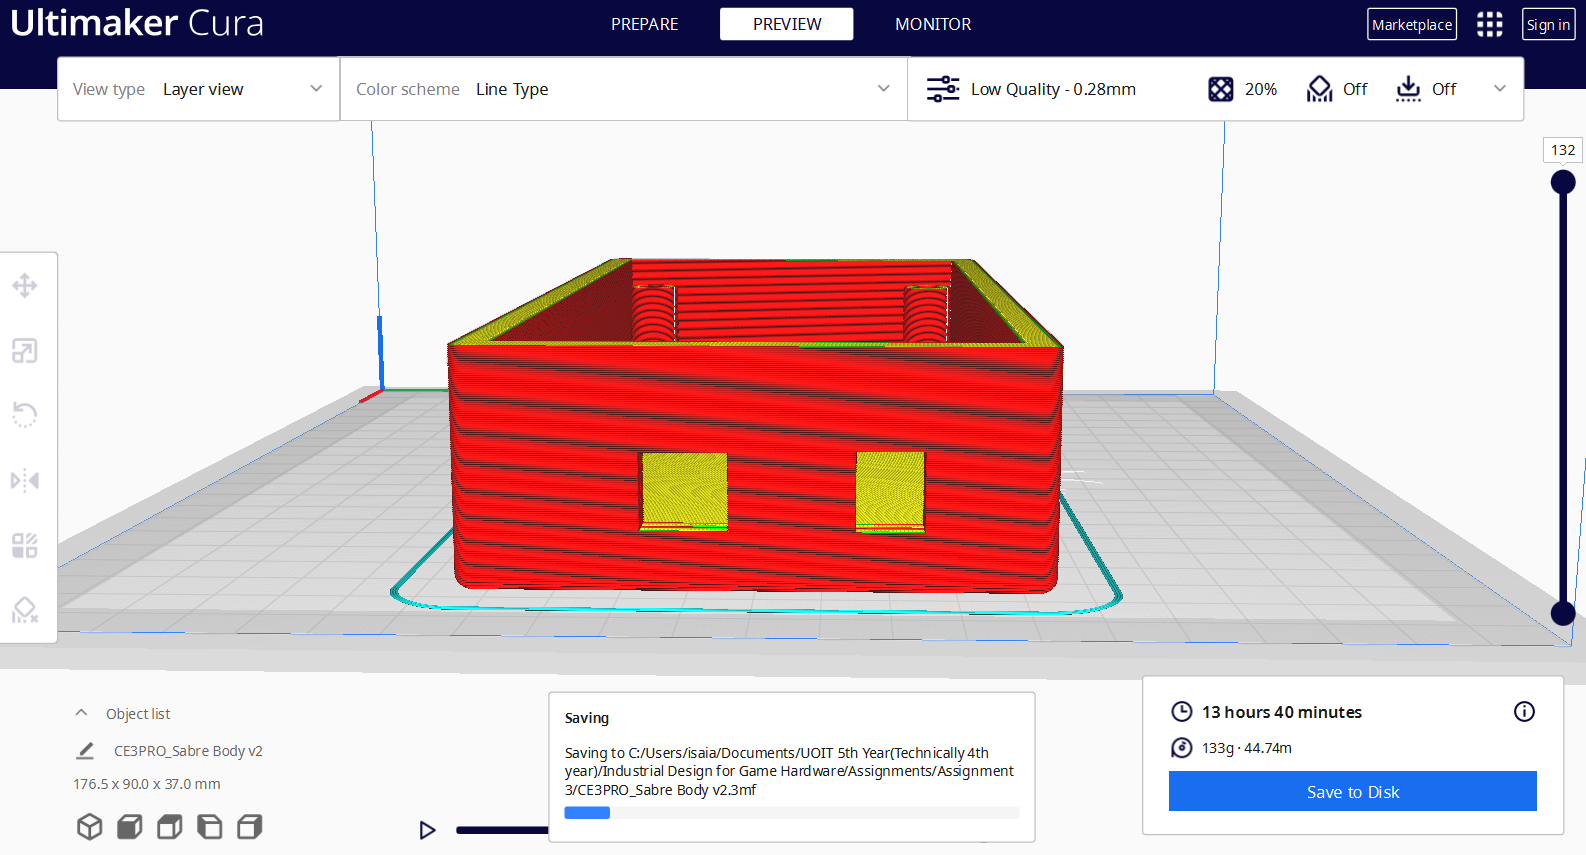 Ultimaker Cura
PREPARE
PREVIEW
MONITOR
Marketplace
Sign in
View type Layer view
Color scheme Line Type
Low Quality - 0.28mm
20%
Off
Off
132
Object list
CE3PRO_Sabre Body v2
176.5 x 90.0 x 37.0 mm
Saving
Saving to C:/Users/isaia/Documents/UOIT 5th Year(Technically 4th
year)/Industrial Design for Game Hardware/Assignments/Assignment
3/CE3PRO_Sabre Body v2.3mf
13 hours 40 minutes
133g · 44.74m
Save to Disk